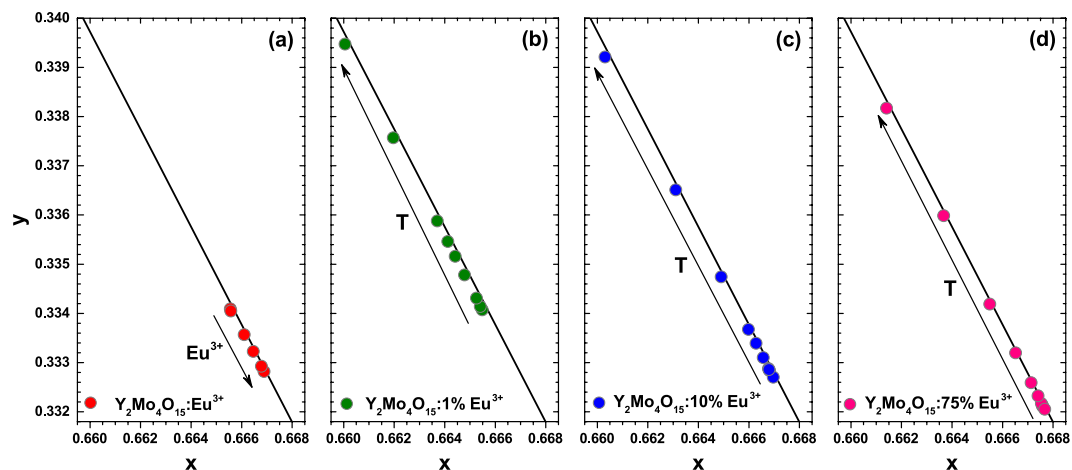 0.340
0.339
0.338
0.337
0.336
0.335
0.334
0.333
0.332
y
(a)
Eu³⁺
Y₂Mo₄O₁₅:Eu³⁺
0.660 0.662 0.664 0.666 0.668
x
(b)
T
Y₂Mo₄O₁₅:1% Eu³⁺
0.660 0.662 0.664 0.666 0.668
x
(c)
T
Y₂Mo₄O₁₅:10% Eu³⁺
0.660 0.662 0.664 0.666 0.668
x
(d)
T
Y₂Mo₄O₁₅:75% Eu³⁺
0.660 0.662 0.664 0.666 0.668
x